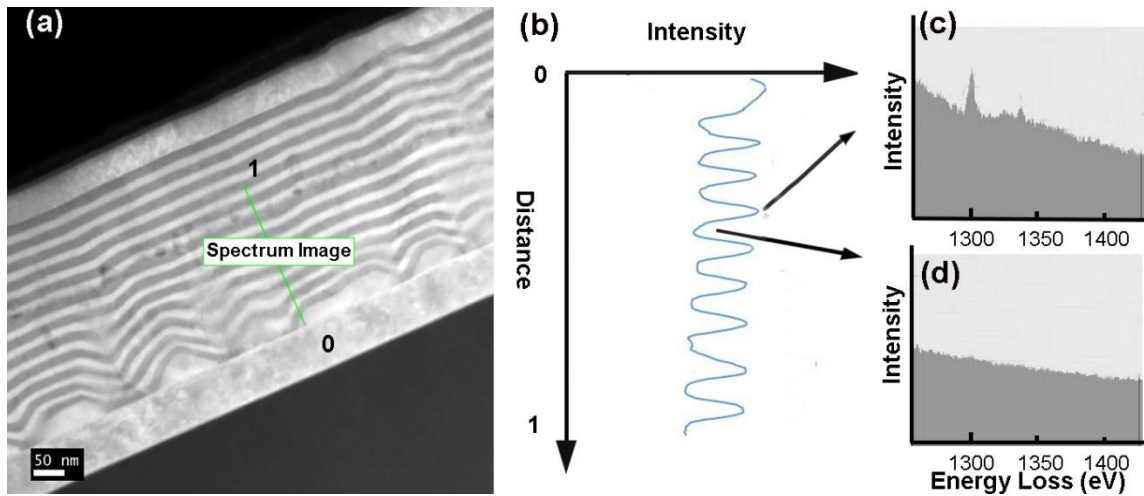 (a)
1
Spectrum Image
0
50 nm
(b)
Intensity
0
Distance
1
(c)
Intensity
1300 1350 1400
(d)
Intensity
1300 1350 1400
Energy Loss (eV)